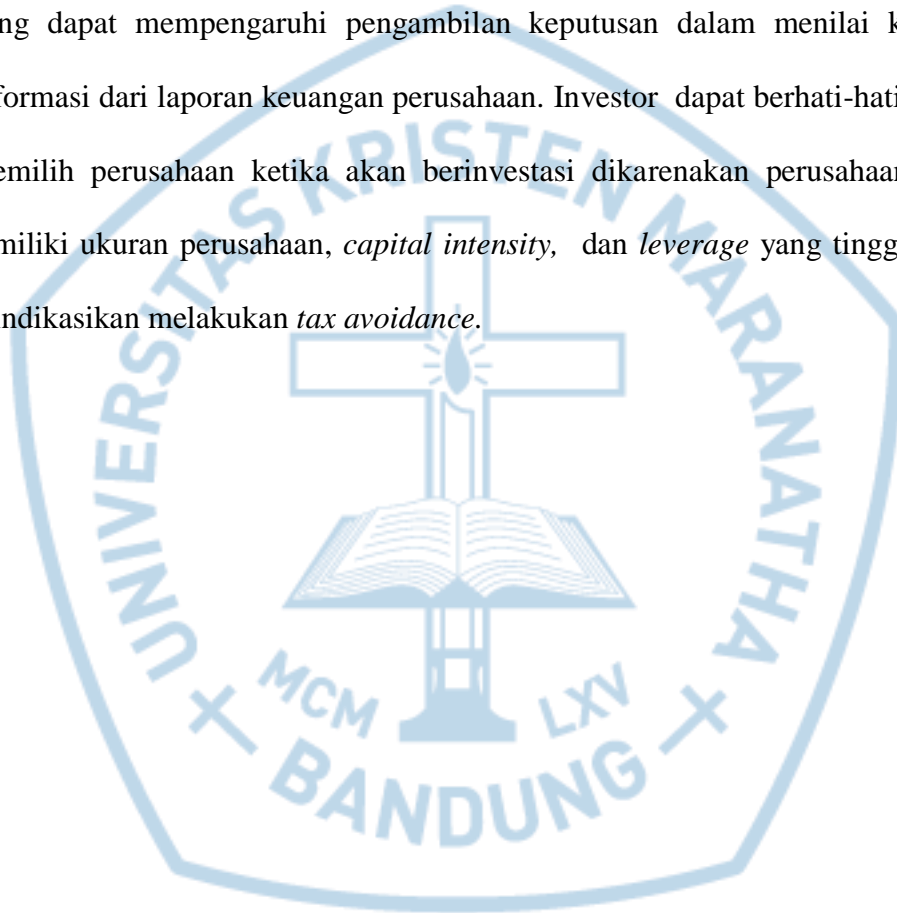 ng dapat mempengaruhi pengambilan keputusan dalam menilai k
formasi dari laporan keuangan perusahaan. Investor dapat berhati-hati
emilih perusahaan ketika akan berinvestasi dikarenakan perusahaan
miliki ukuran perusahaan, capital intensity, dan leverage yang tingg
indikasikan melakukan tax avoidance.
UNIVERSITAS KRISTEN MARANATHA
MCM LXV
BANDUNG